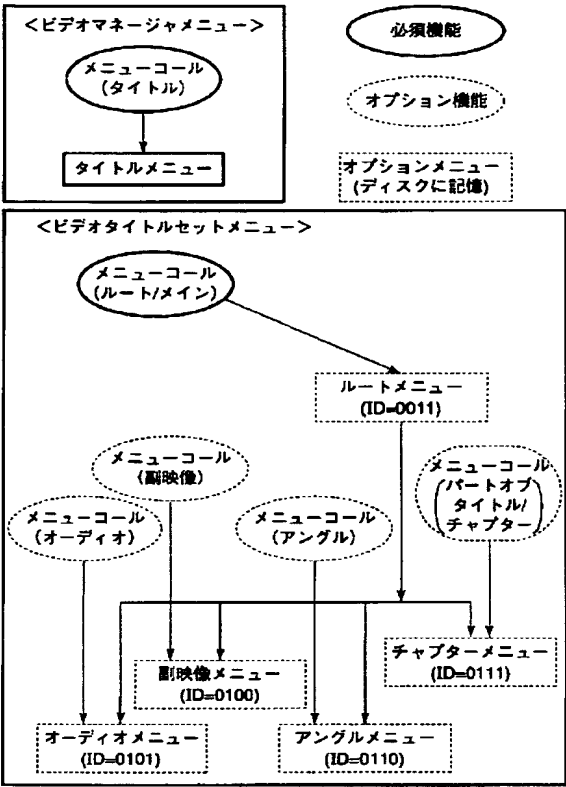 <ビデオマネージャメニュー>
メニューコール
(タイトル)
タイトルメニュー
必須機能
オプション機能
オプションメニュー
(ディスクに記憶)
<ビデオタイトルセットメニュー>
メニューコール
(ルート/メイン)
ルートメニュー
(ID=0011)
メニューコール
(副映像)
メニューコール
(オーディオ)
メニューコール
(アングル)
メニューコール
(パートオブ
タイトル/
チャプター)
チャプターメニュー
(ID=0111)
副映像メニュー
(ID=0100)
オーディオメニュー
(ID=0101)
アングルメニュー
(ID=0110)